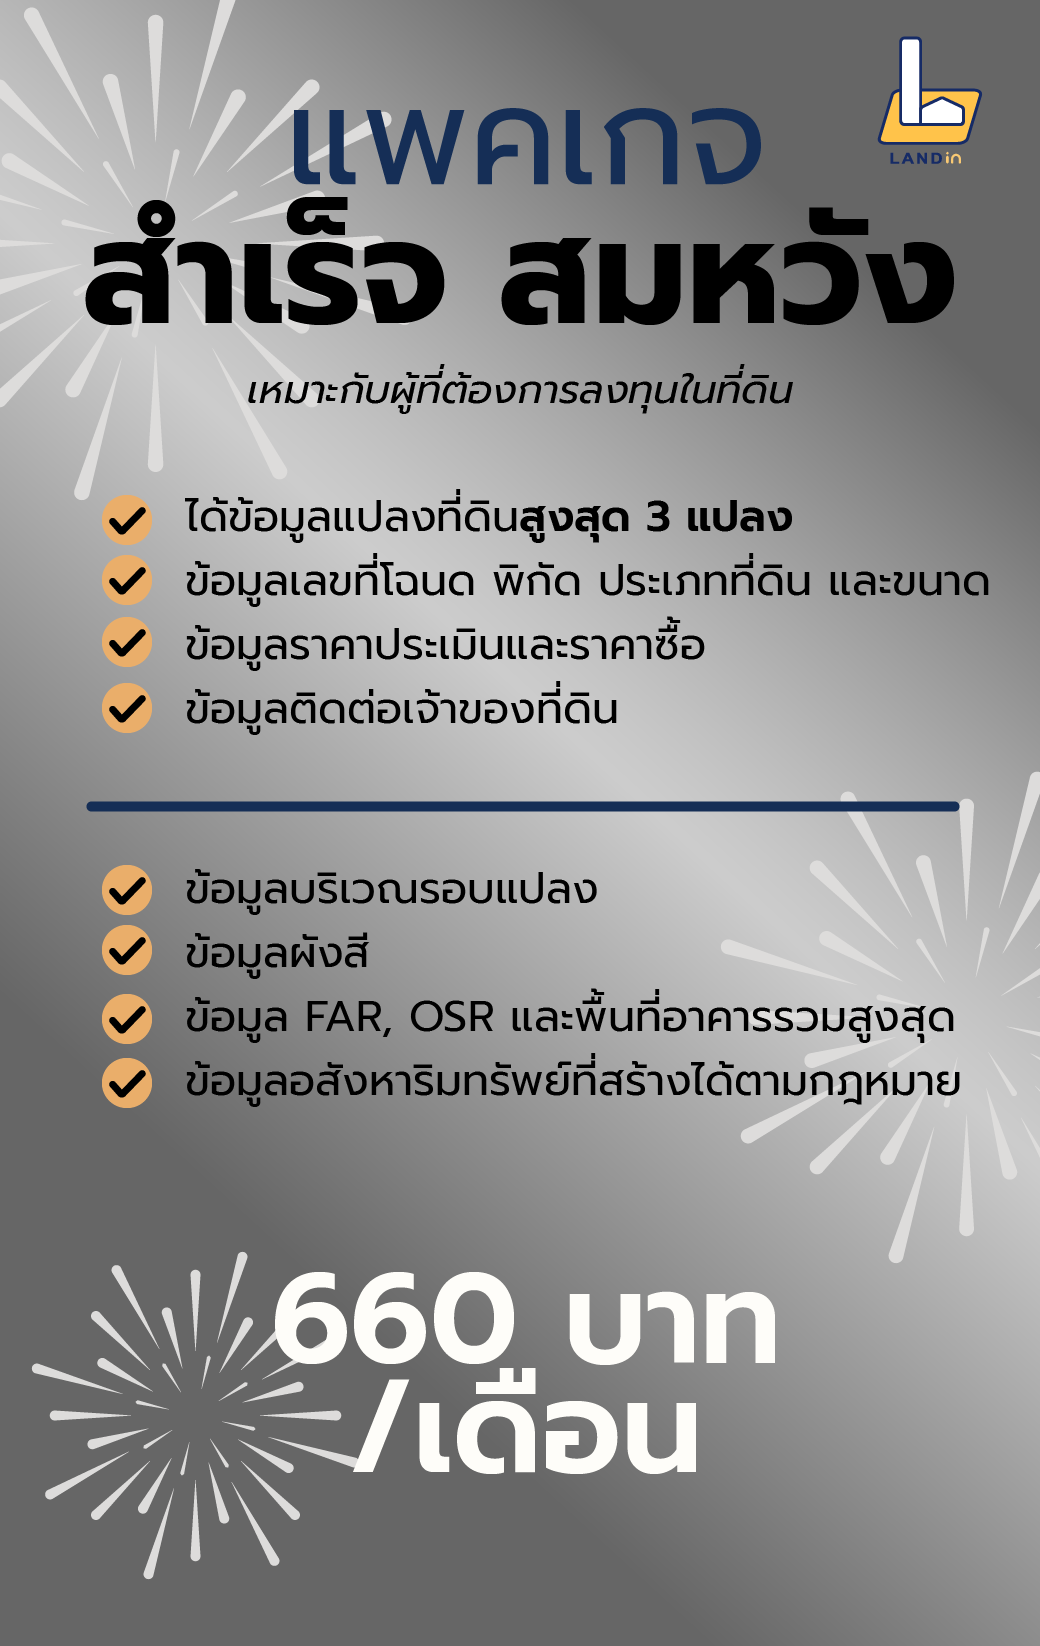 LANDin
แพคเกจ
สำเร็จ สมหวัง
เหมาะกับผู้ที่ต้องการลงทุนในที่ดิน
ได้ข้อมูลแปลงที่ดินสูงสุด 3 แปลง
ข้อมูลเลขที่โฉนด พิกัด ประเภทที่ดิน และขนาด
ข้อมูลราคาประเมินและราคาซื้อ
ข้อมูลติดต่อเจ้าของที่ดิน
ข้อมูลบริเวณรอบแปลง
ข้อมูลผังสี
ข้อมูล FAR, OSR และพื้นที่อาคารรวมสูงสุด
ข้อมูลอสังหาริมทรัพย์ที่สร้างได้ตามกฎหมาย
660 บาท
/เดือน